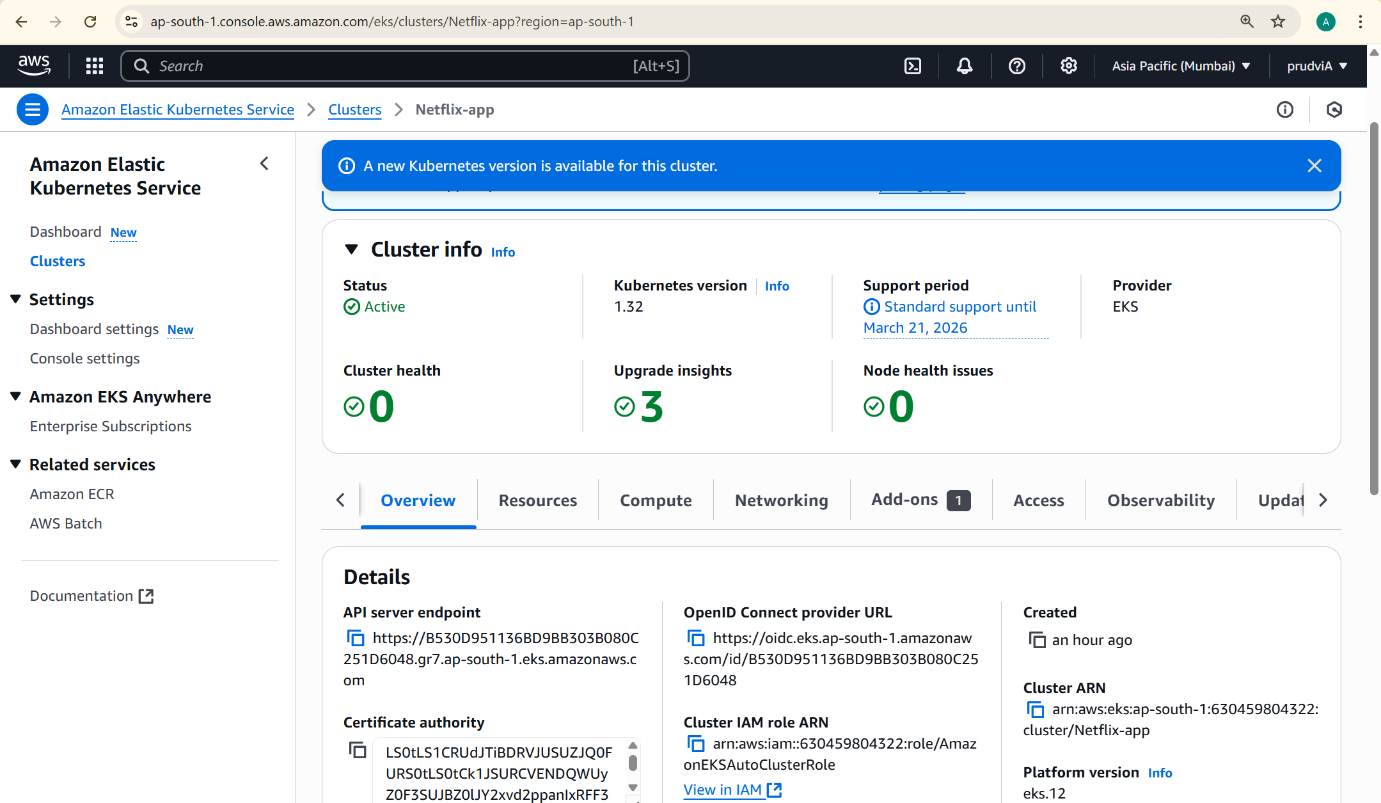 ap-south-1.console.aws.amazon.com/eks/clusters/Netflix-app?region=ap-south-1
A
aws
Search
[Alt+S]
Asia Pacific (Mumbai)
prudviA
Amazon Elastic Kubernetes Service
Clusters
Netflix-app
Amazon Elastic
Kubernetes Service
Dashboard New
Clusters
Settings
Dashboard settings New
Console settings
Amazon EKS Anywhere
Enterprise Subscriptions
Related services
Amazon ECR
AWS Batch
Documentation
A new Kubernetes version is available for this cluster.
Cluster info Info
Status
Active
Kubernetes version Info
1.32
Support period
Standard support until
March 21, 2026
Provider
EKS
Cluster health
0
Upgrade insights
3
Node health issues
0
Overview
Resources
Compute
Networking
Add-ons 1
Access
Observability
Updat
Details
API server endpoint
https://B530D951136BD9BB303B080C
251D6048.gr7.ap-south-1.eks.amazonaws.c
om
Certificate authority
LS0tLS1CRUdJTiBDRVJUSUZJQ0F
URS0tLS0tCk1JSURCVENDQWUy
Z0F3SUJBZ0lJY2xvd2ppanIxRFF3
OpenID Connect provider URL
https://oidc.eks.ap-south-1.amazonaw
s.com/id/B530D951136BD9BB303B080C25
1D6048
Cluster IAM role ARN
arn:aws:iam::630459804322:role/Amaz
onEKSAutoClusterRole
View in IAM
Created
an hour ago
Cluster ARN
arn:aws:eks:ap-south-1:630459804322:
cluster/Netflix-app
Platform version Info
eks.12